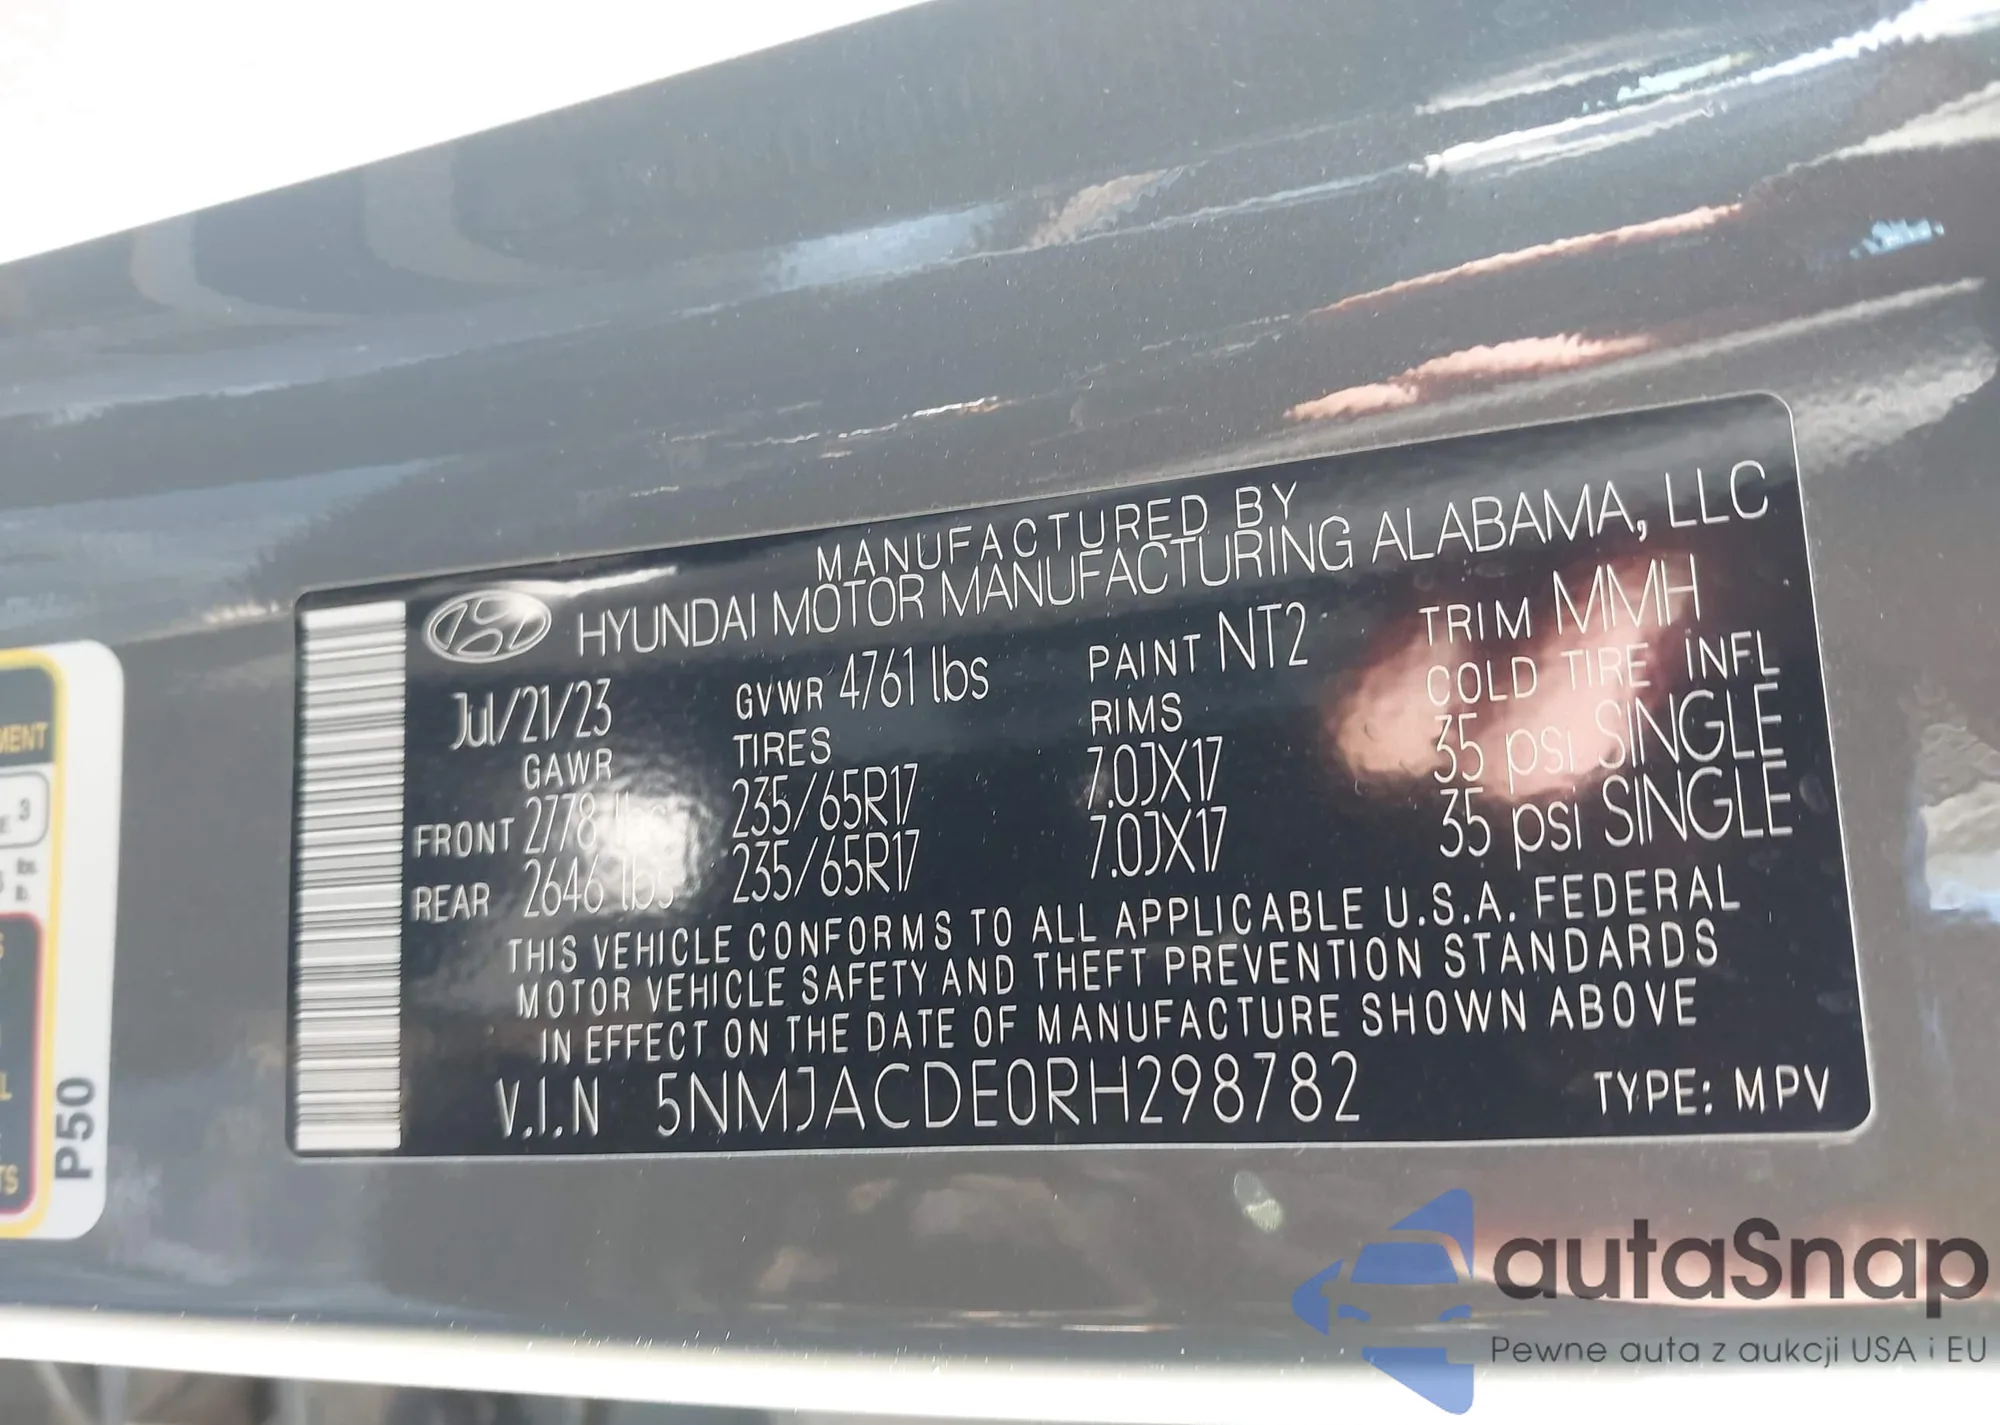 MANUFACTURED BY
HYUNDAI MOTOR MANUFACTURING ALABAMA, LLC
Jul/21/23 GVWR 4761 lbs PAINT NT2 TRIM MMH
GAWR TIRES RIMS COLD TIRE INFL
FRONT 2778 lbs 235/65R17 7.0JX17 35 psi SINGLE
REAR 2646 lbs 235/65R17 7.0JX17 35 psi SINGLE
THIS VEHICLE CONFORMS TO ALL APPLICABLE U.S.A. FEDERAL
MOTOR VEHICLE SAFETY AND THEFT PREVENTION STANDARDS
IN EFFECT ON THE DATE OF MANUFACTURE SHOWN ABOVE
V.I.N 5NMJACDE0RH298782 TYPE: MPV
3
lbs.
lb.
P50
autaSnap
Pewne auta z aukcji USA i EU